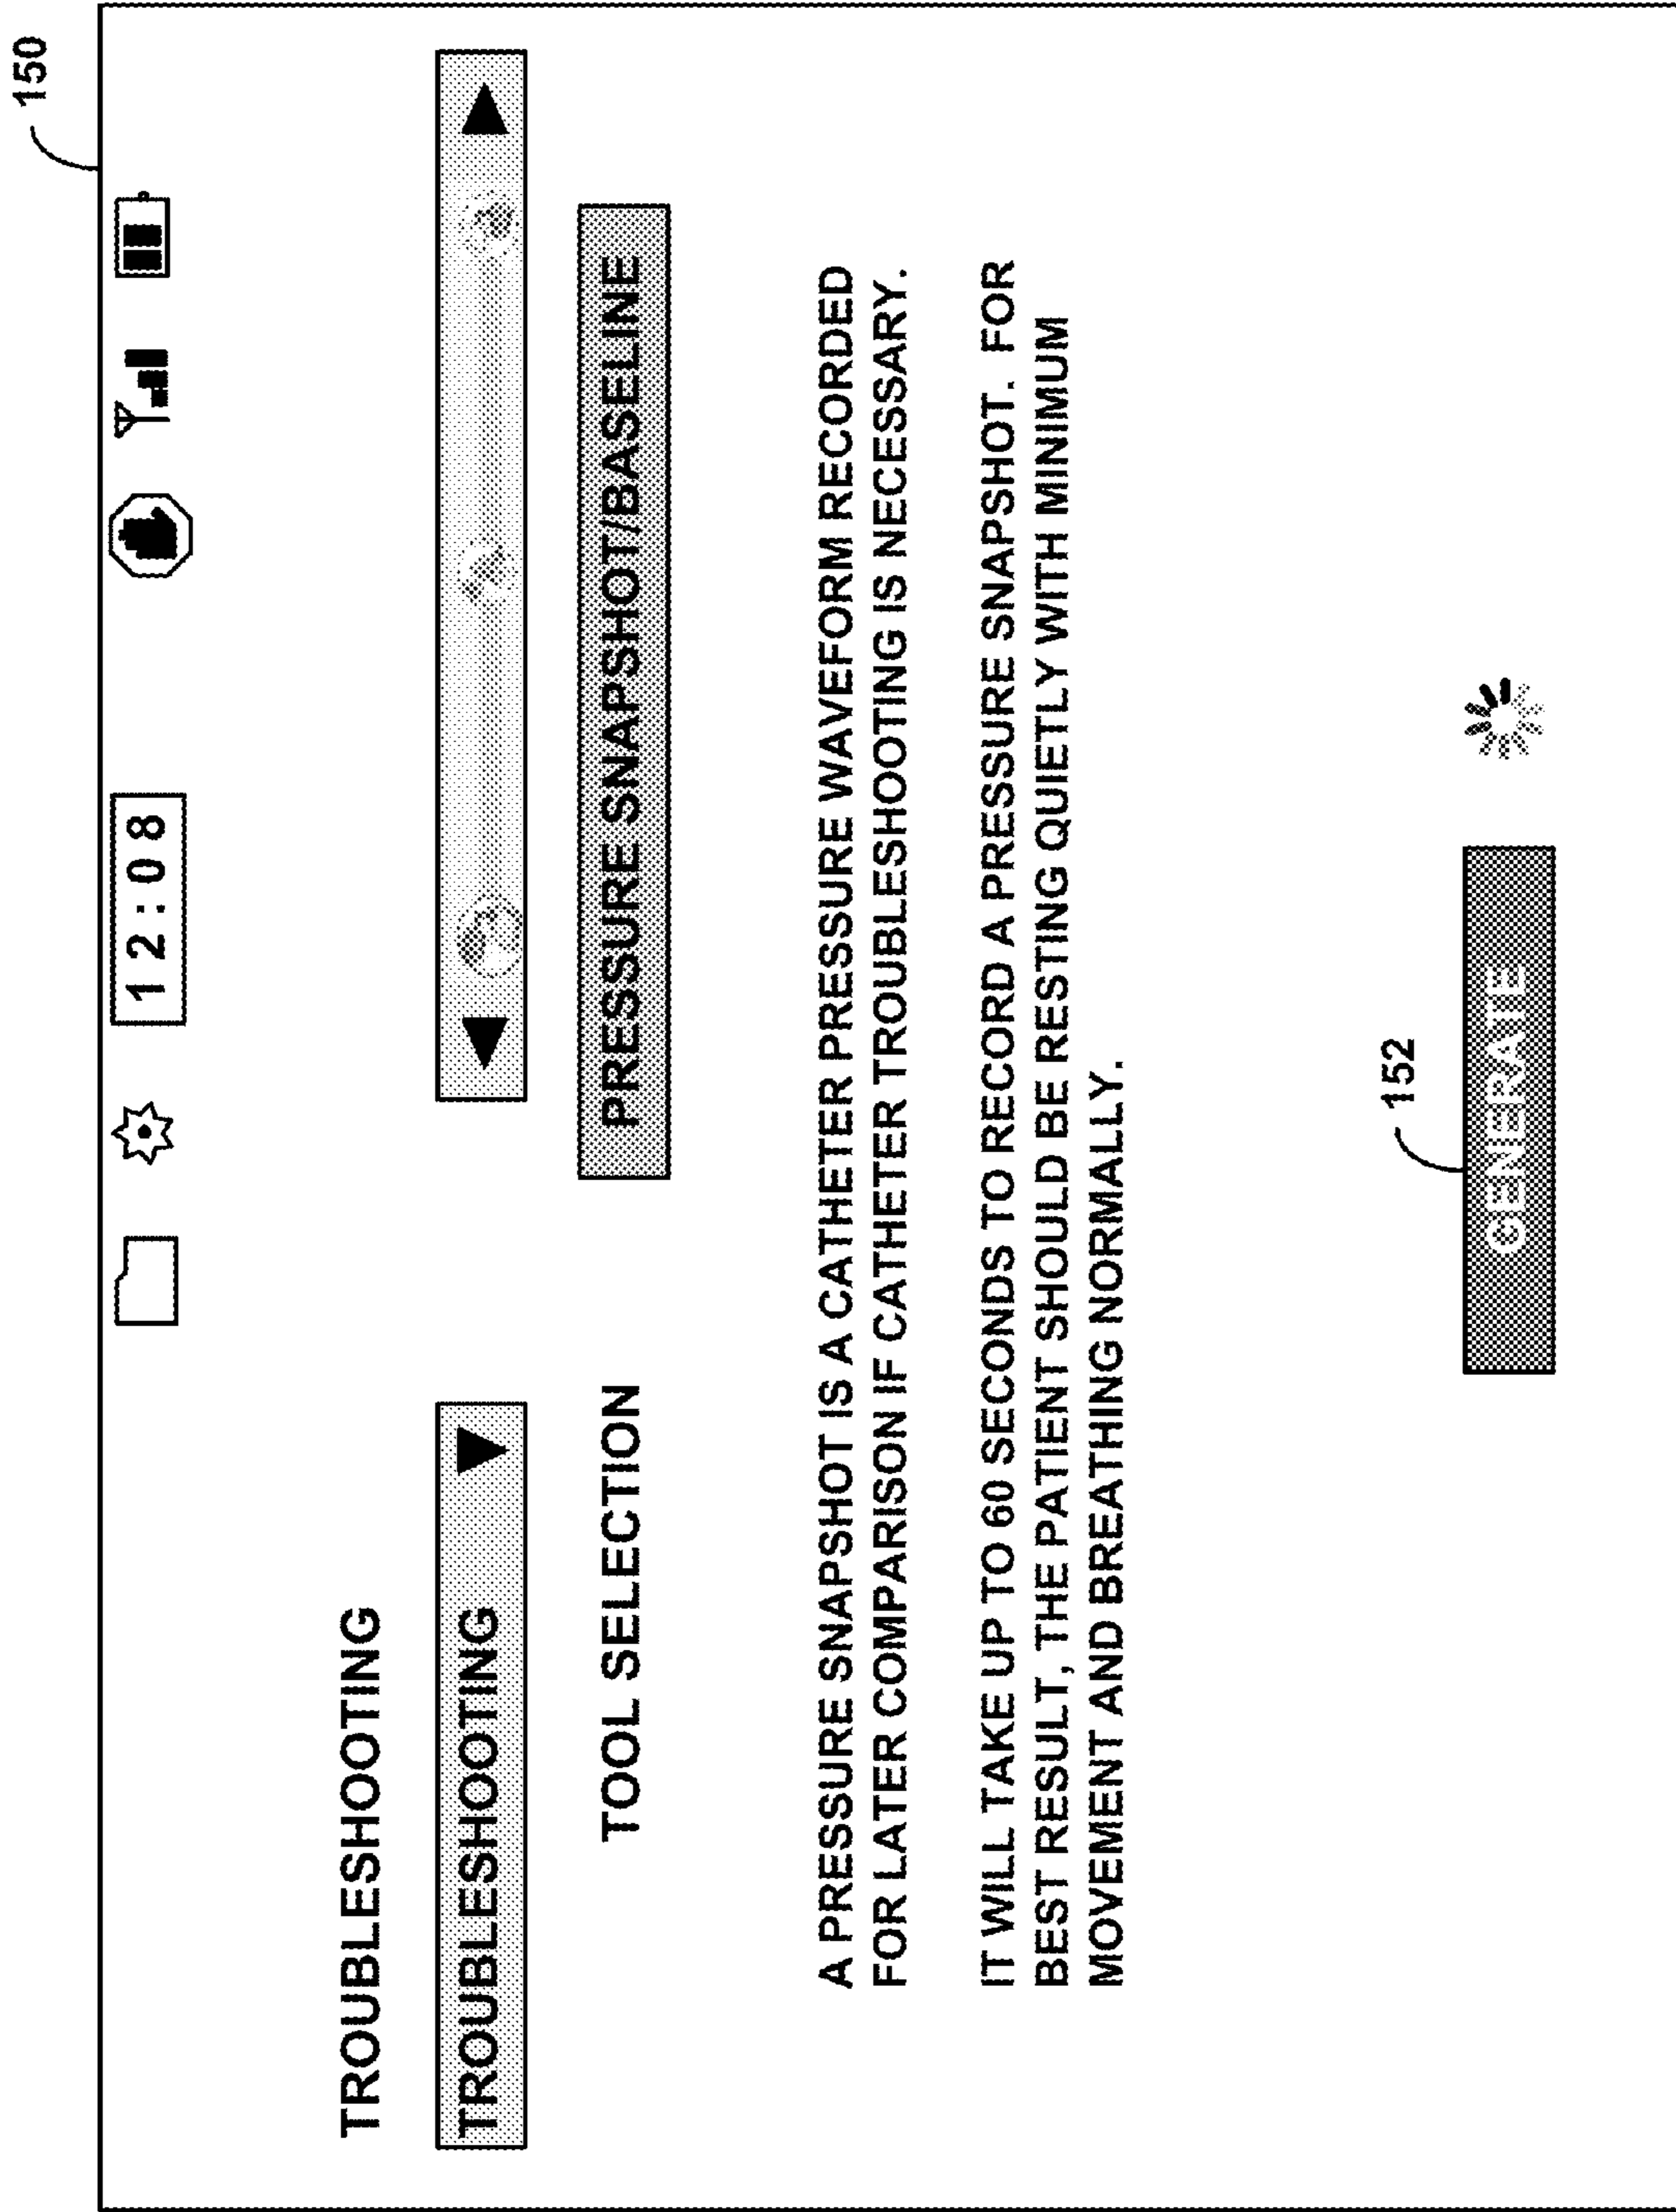 150
12:08
TROUBLESHOOTING
TROUBLESHOOTING
TOOL SELECTION
PRESSURE SNAPSHOT/BASELINE
A PRESSURE SNAPSHOT IS A CATHETER PRESSURE WAVEFORM RECORDED
FOR LATER COMPARISON IF CATHETER TROUBLESHOOTING IS NECESSARY.
IT WILL TAKE UP TO 60 SECONDS TO RECORD A PRESSURE SNAPSHOT. FOR
BEST RESULT, THE PATIENT SHOULD BE RESTING QUIETLY WITH MINIMUM
MOVEMENT AND BREATHING NORMALLY.
152
GENERATE